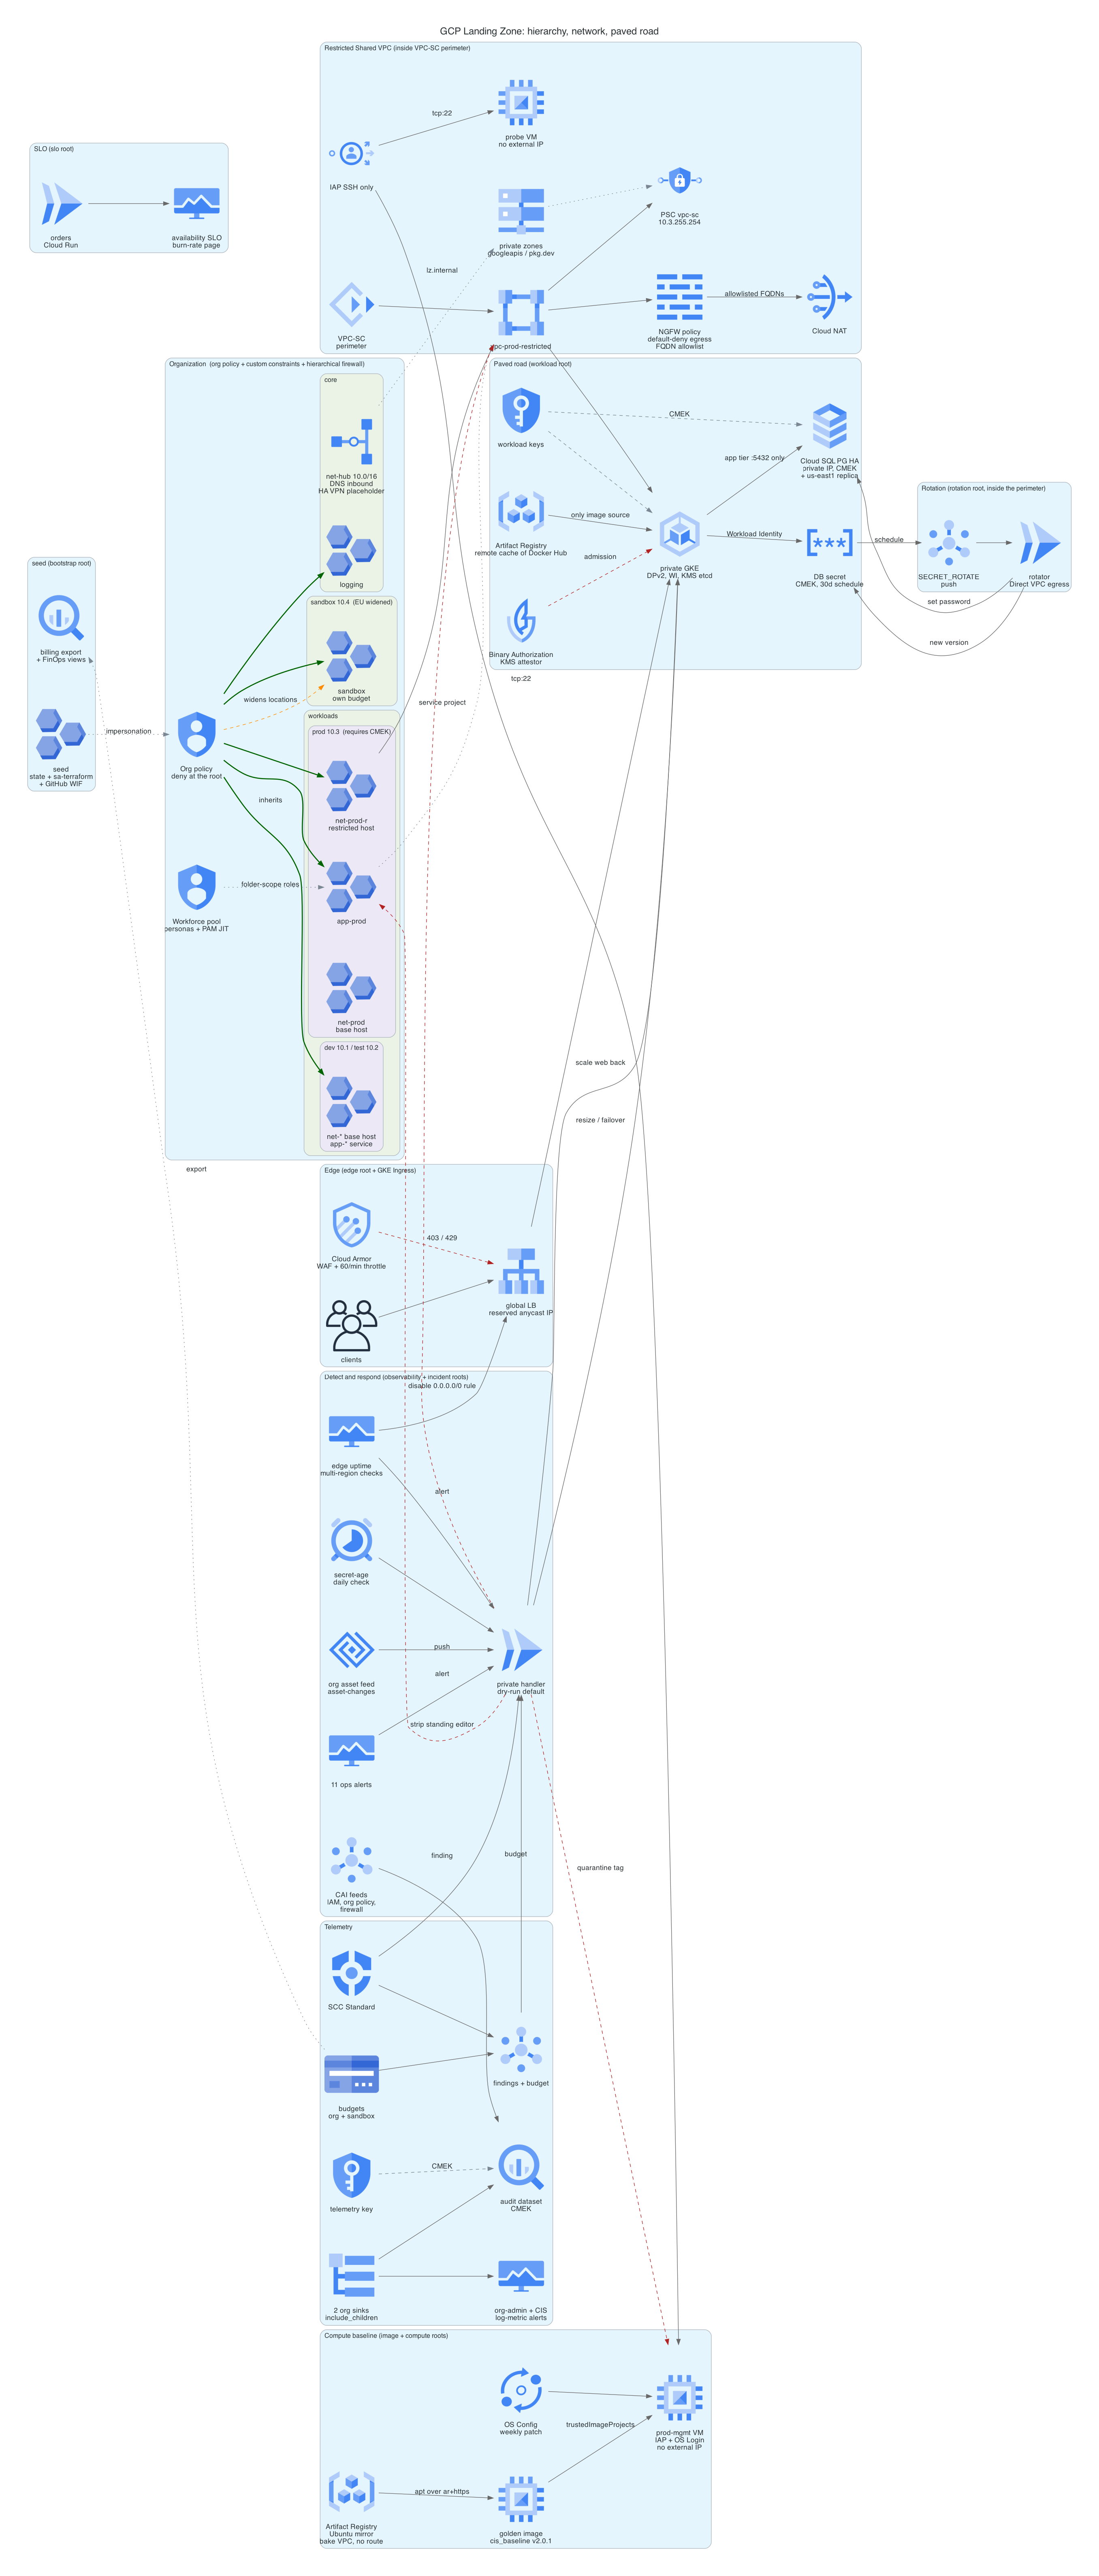 GCP Landing Zone: hierarchy, network, paved road
Restricted Shared VPC (inside VPC-SC perimeter)
tcp:22
probe VM
no external IP
IAP SSH only
private zones
googleapis / pkg.dev
PSC vpc-sc
10.3.255.254
lz.internal
VPC-SC
perimeter
vpc-prod-restricted
NGFW policy
default-deny egress
FQDN allowlist
allowlisted FQDNs
Cloud NAT
SLO (slo root)
orders
Cloud Run
availability SLO
burn-rate page
Organization (org policy + custom constraints + hierarchical firewall)
core
net-hub 10.0/16
DNS inbound
HA VPN placeholder
logging
sandbox 10.4 (EU widened)
sandbox
own budget
widens locations
workloads
prod 10.3 (requires CMEK)
net-prod-r
restricted host
inherits
app-prod
folder-scope roles
net-prod
base host
dev 10.1 / test 10.2
net-* base host
app-* service
Org policy
deny at the root
Workforce pool
personas + PAM JIT
seed (bootstrap root)
billing export
+ FinOps views
seed
state + sa-terraform
+ GitHub WIF
impersonation
export
Paved road (workload root)
workload keys
CMEK
Cloud SQL PG HA
private IP, CMEK
+ us-east1 replica
app tier :5432 only
Artifact Registry
remote cache of Docker Hub
only image source
admission
private GKE
DPv2, WI, KMS etcd
Workload Identity
DB secret
CMEK, 30d schedule
Binary Authorization
KMS attestor
tcp:22
service project
Rotation (rotation root, inside the perimeter)
schedule
SECRET_ROTATE
push
rotator
Direct VPC egress
set password
new version
scale web back
resize / failover
Edge (edge root + GKE Ingress)
Cloud Armor
WAF + 60/min throttle
403 / 429
global LB
reserved anycast IP
clients
Detect and respond (observability + incident roots)
disable 0.0.0.0/0 rule
edge uptime
multi-region checks
alert
secret-age
daily check
org asset feed
asset-changes
push
alert
private handler
dry-run default
strip standing editor
11 ops alerts
finding
budget
quarantine tag
CAI feeds
IAM, org policy,
firewall
Telemetry
SCC Standard
findings + budget
budgets
org + sandbox
CMEK
telemetry key
audit dataset
CMEK
2 org sinks
include_children
org-admin + CIS
log-metric alerts
Compute baseline (image + compute roots)
OS Config
weekly patch
trustedImageProjects
prod-mgmt VM
IAP + OS Login
no external IP
Artifact Registry
Ubuntu mirror
bake VPC, no route
apt over ar+https
golden image
cis_baseline v2.0.1